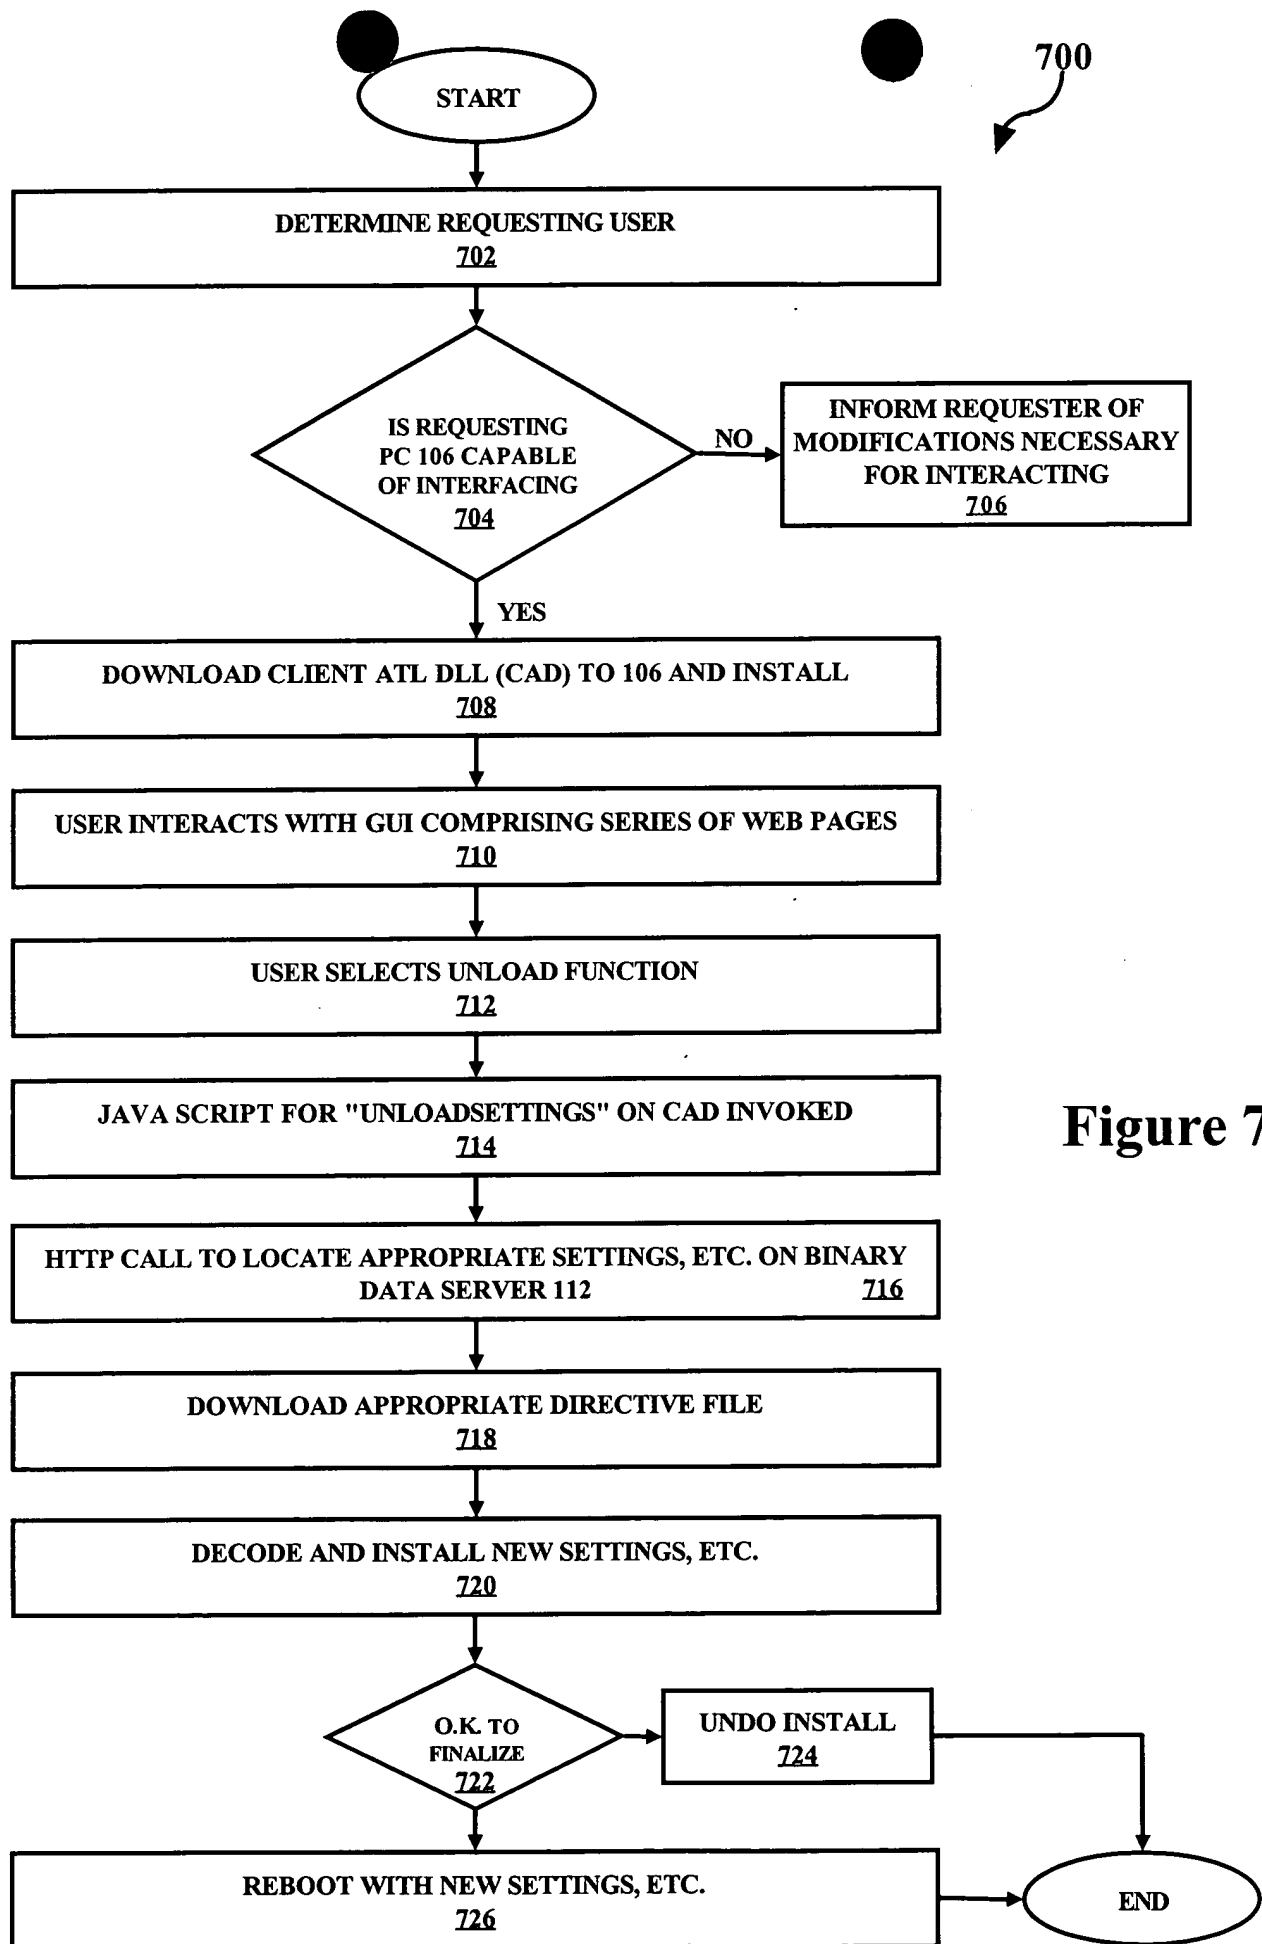 700
START
DETERMINE REQUESTING USER
702
IS REQUESTING
PC 106 CAPABLE
OF INTERFACING
704
NO
INFORM REQUESTER OF
MODIFICATIONS NECESSARY
FOR INTERACTING
706
YES
DOWNLOAD CLIENT ATL DLL (CAD) TO 106 AND INSTALL
708
USER INTERACTS WITH GUI COMPRISING SERIES OF WEB PAGES
710
USER SELECTS UNLOAD FUNCTION
712
JAVA SCRIPT FOR "UNLOADSETTINGS" ON CAD INVOKED
714
Figure 7
HTTP CALL TO LOCATE APPROPRIATE SETTINGS, ETC. ON BINARY
DATA SERVER 112 716
DOWNLOAD APPROPRIATE DIRECTIVE FILE
718
DECODE AND INSTALL NEW SETTINGS, ETC.
720
O.K. TO
FINALIZE
722
UNDO INSTALL
724
REBOOT WITH NEW SETTINGS, ETC.
726
END